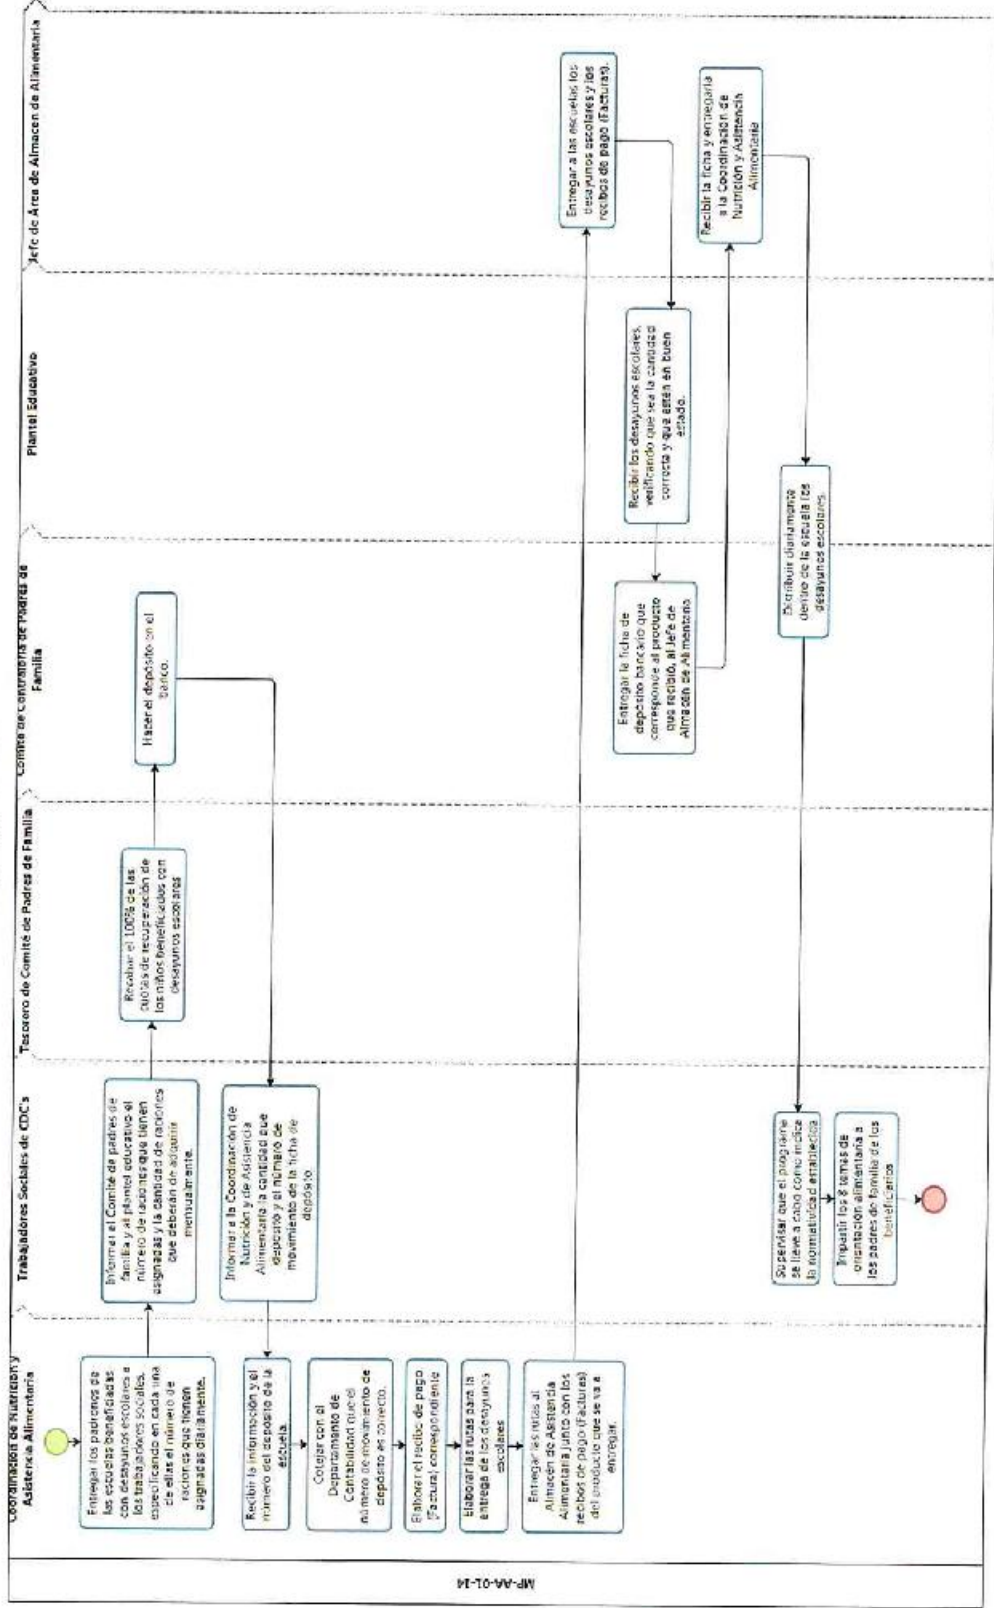 Coordinación de Nutrición y
Asistencia Alimentaria
Trabajadores Sociales de CDC's
Tesorero de Comité de Padres de Familia
Comité de Contraloría de Padres de
Familia
Plantel Educativo
Jefe de Área de Almacen de Alimentaria
MP-AA-01-14
Entregar los padrones de
las escuelas beneficiadas
con desayunos escolares a
los trabajadores sociales,
especificando en cada una
de ellas el número de
raciones que tienen
asignadas diariamente.
Informar al Comité de padres de
familia y al plantel educativo el
número de raciones que tienen
asignadas y la cantidad de raciones
que deberán de adquirir
mensualmente.
Recabar el 100% de las
cuotas de recuperación de
los niños beneficiados con
desayunos escolares
Hacer el depósito en el
banco.
Informar a la Coordinación de
Nutrición y de Asistencia
Alimentaria la cantidad que
depositó y el número de
movimiento de la ficha de
depósito
Recibir la información y el
número del depósito de la
escuela.
Cotejar con el
Departamento de
Contabilidad que el
número de movimiento de
depósito es correcto.
Elaborar el recibo de pago
(Factura) correspondiente
Elaborar las rutas para la
entrega de los desayunos
escolares
Entregar las rutas al
Almacén de Asistencia
Alimentaria junto con los
recibos de pago (Facturas)
del producto que se va a
entregar.
Entregar a las escuelas los
desayunos escolares y los
recibos de pago (Facturas).
Recibir los desayunos escolares,
verificando que sea la cantidad
correcta y que estén en buen
estado.
Entregar la ficha de
depósito bancario que
corresponde al producto
que recibió, al Jefe de
Almacén de Alimentaria
Recibir la ficha y entregarla
a la Coordinación de
Nutrición y Asistencia
Alimentaria
Distribuir diariamente
dentro de la escuela los
desayunos escolares.
Supervisar que el programa
se lleve a cabo como indica
la normatividad establecida
Impartir los 8 temas de
orientación alimentaria a
los padres de familia de los
beneficiarios